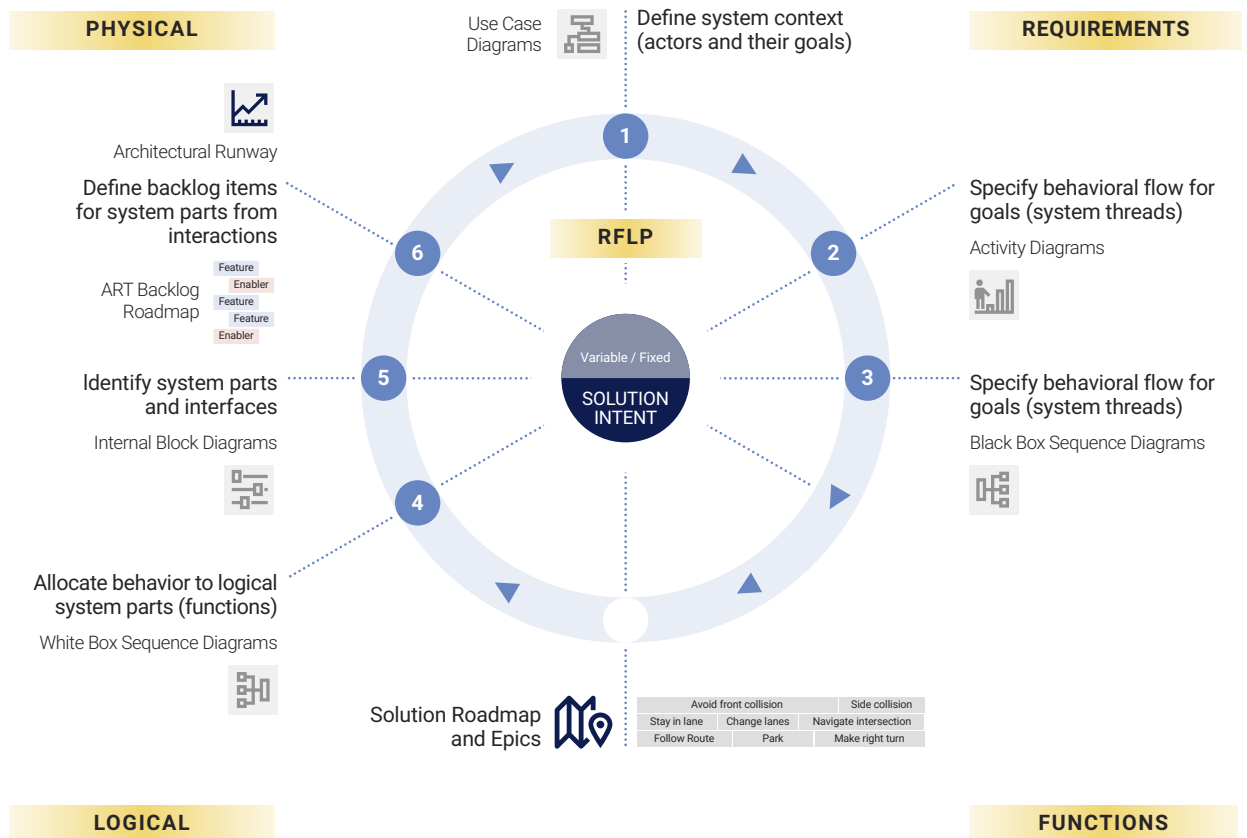 PHYSICAL
Use Case
Diagrams
Define system context
(actors and their goals)
REQUIREMENTS
1
Architectural Runway
Define backlog items
for system parts from
interactions
6
ART Backlog
Roadmap
Feature
Enabler
Feature
Feature
Enabler
RFLP
2
Specify behavioral flow for
goals (system threads)
Activity Diagrams
Variable / Fixed
SOLUTION
INTENT
5
Identify system parts
and interfaces
Internal Block Diagrams
3
Specify behavioral flow for
goals (system threads)
Black Box Sequence Diagrams
4
Allocate behavior to logical
system parts (functions)
White Box Sequence Diagrams
Solution Roadmap
and Epics
Avoid front collision Side collision
Stay in lane Change lanes Navigate intersection
Follow Route Park Make right turn
LOGICAL
FUNCTIONS